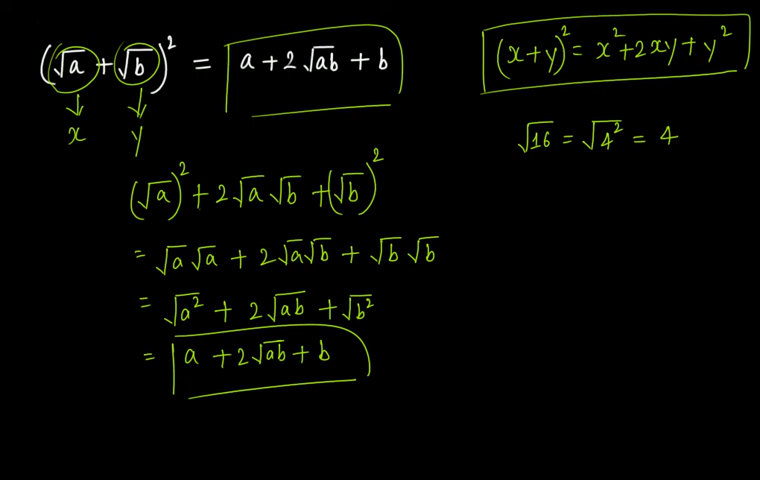 (√a + √b)² = a + 2√ab + b
x y
(x+y)² = x² + 2xy + y²
√16 = √4² = 4
(√a)² + 2√a √b + (√b)²
= √a √a + 2√a√b + √b √b
= √a² + 2√ab + √b²
= a + 2√ab + b